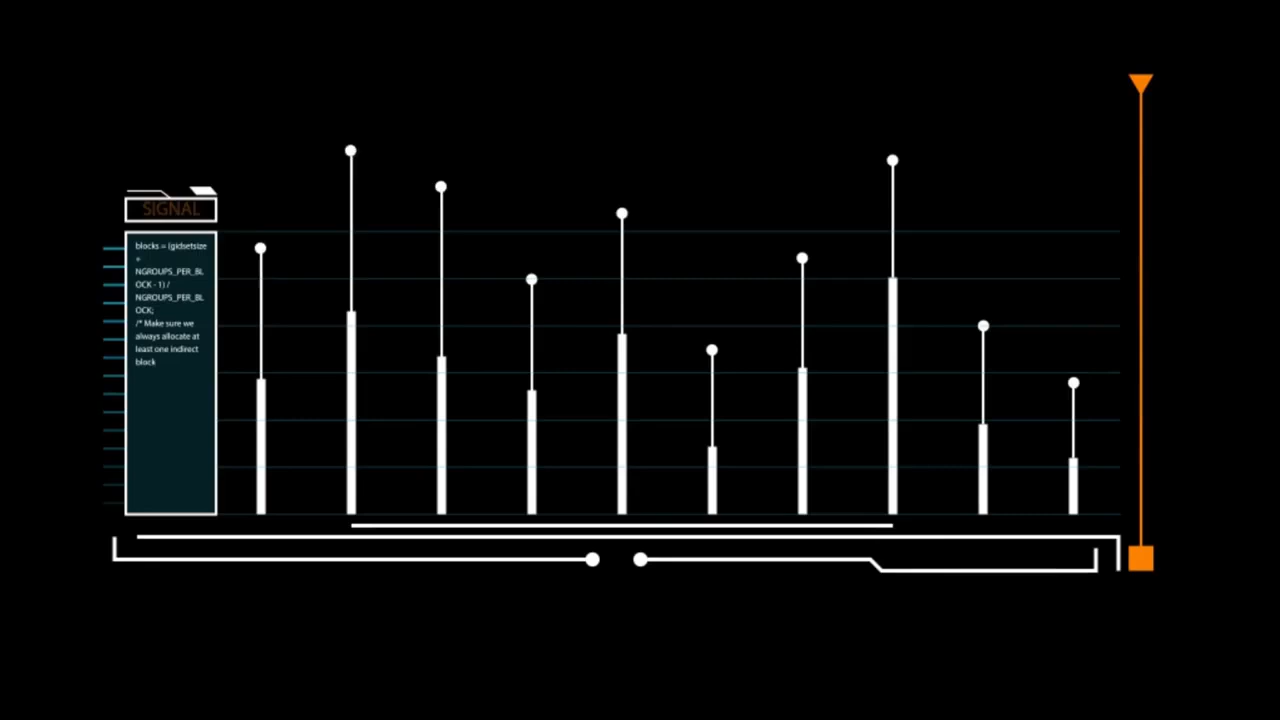 SIGNAL
blocks = (gidsetsize
+
NGROUPS_PER_BL
OCK - 1) /
NGROUPS_PER_BL
OCK;
/* Make sure we
always allocate at
least one indirect
block